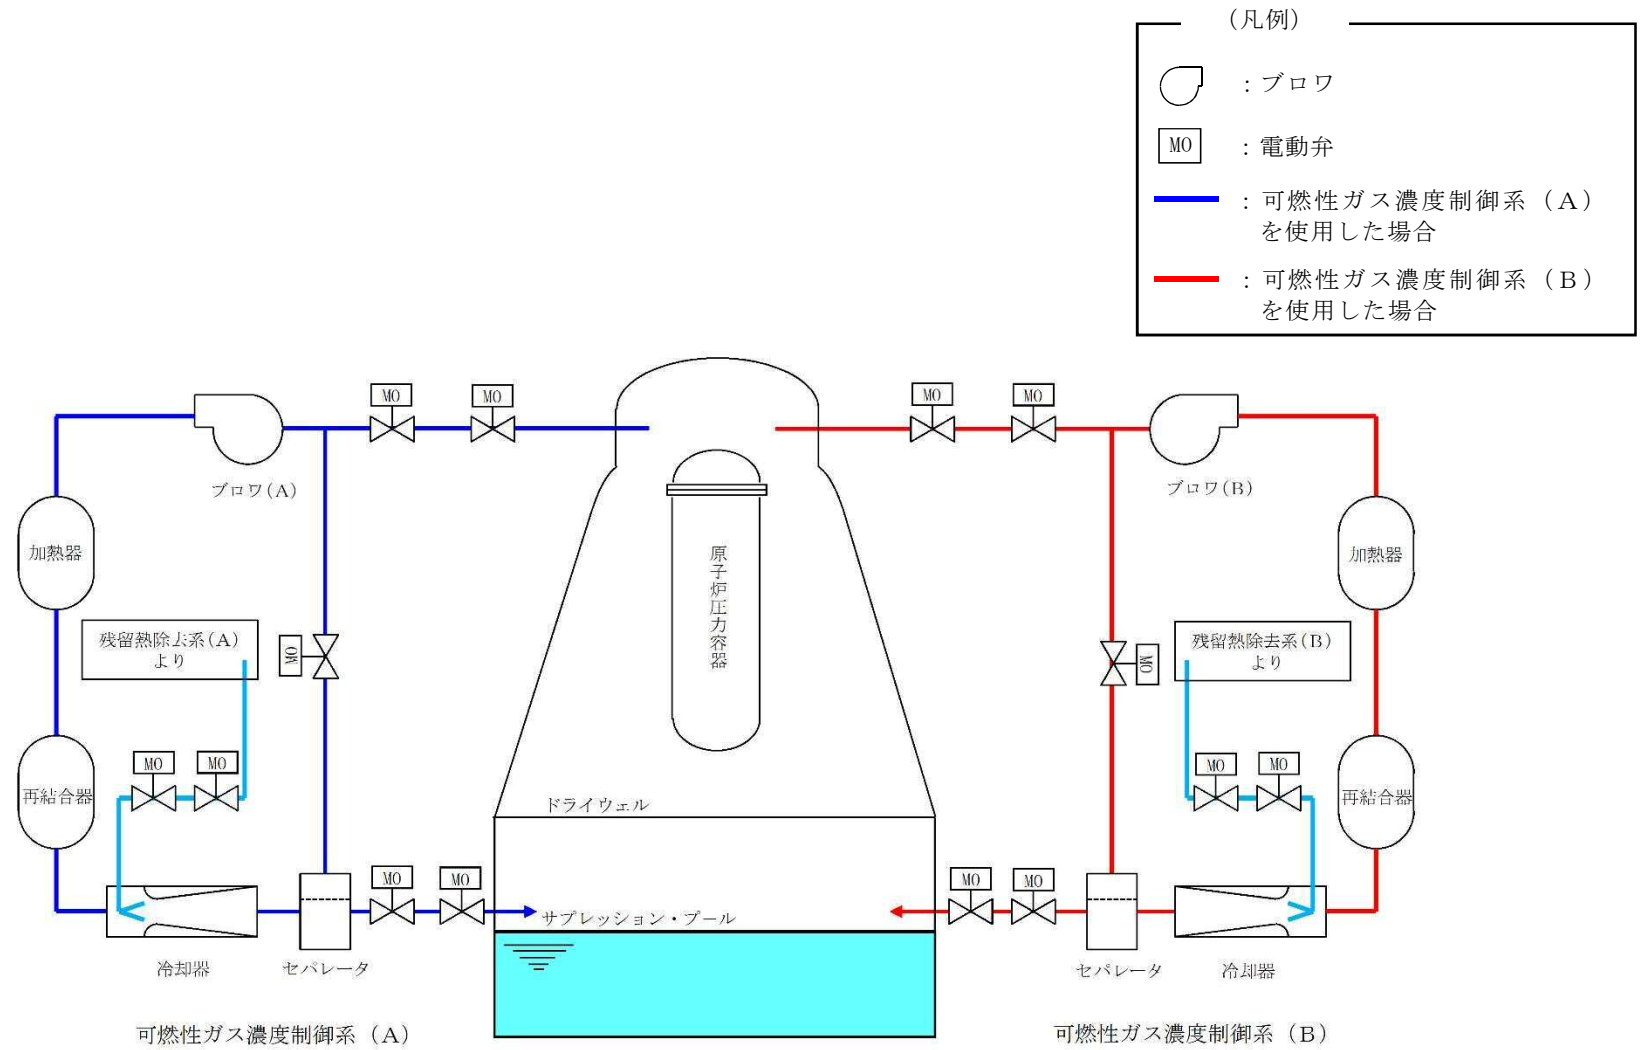 (凡例)
：ブロワ
MO
：電動弁
：可燃性ガス濃度制御系（Ａ）
を使用した場合
：可燃性ガス濃度制御系（Ｂ）
を使用した場合
MO
MO
MO
MO
ブロワ(A)
ブロワ(B)
加熱器
原子炉圧力容器
加熱器
残留熱除去系(A)
より
MO
MO
残留熱除去系(B)
より
MO
MO
MO
MO
再結合器
再結合器
ドライウェル
MO
MO
MO
MO
サプレッション・プール
冷却器
セパレータ
セパレータ
冷却器
可燃性ガス濃度制御系（Ａ）
可燃性ガス濃度制御系（Ｂ）